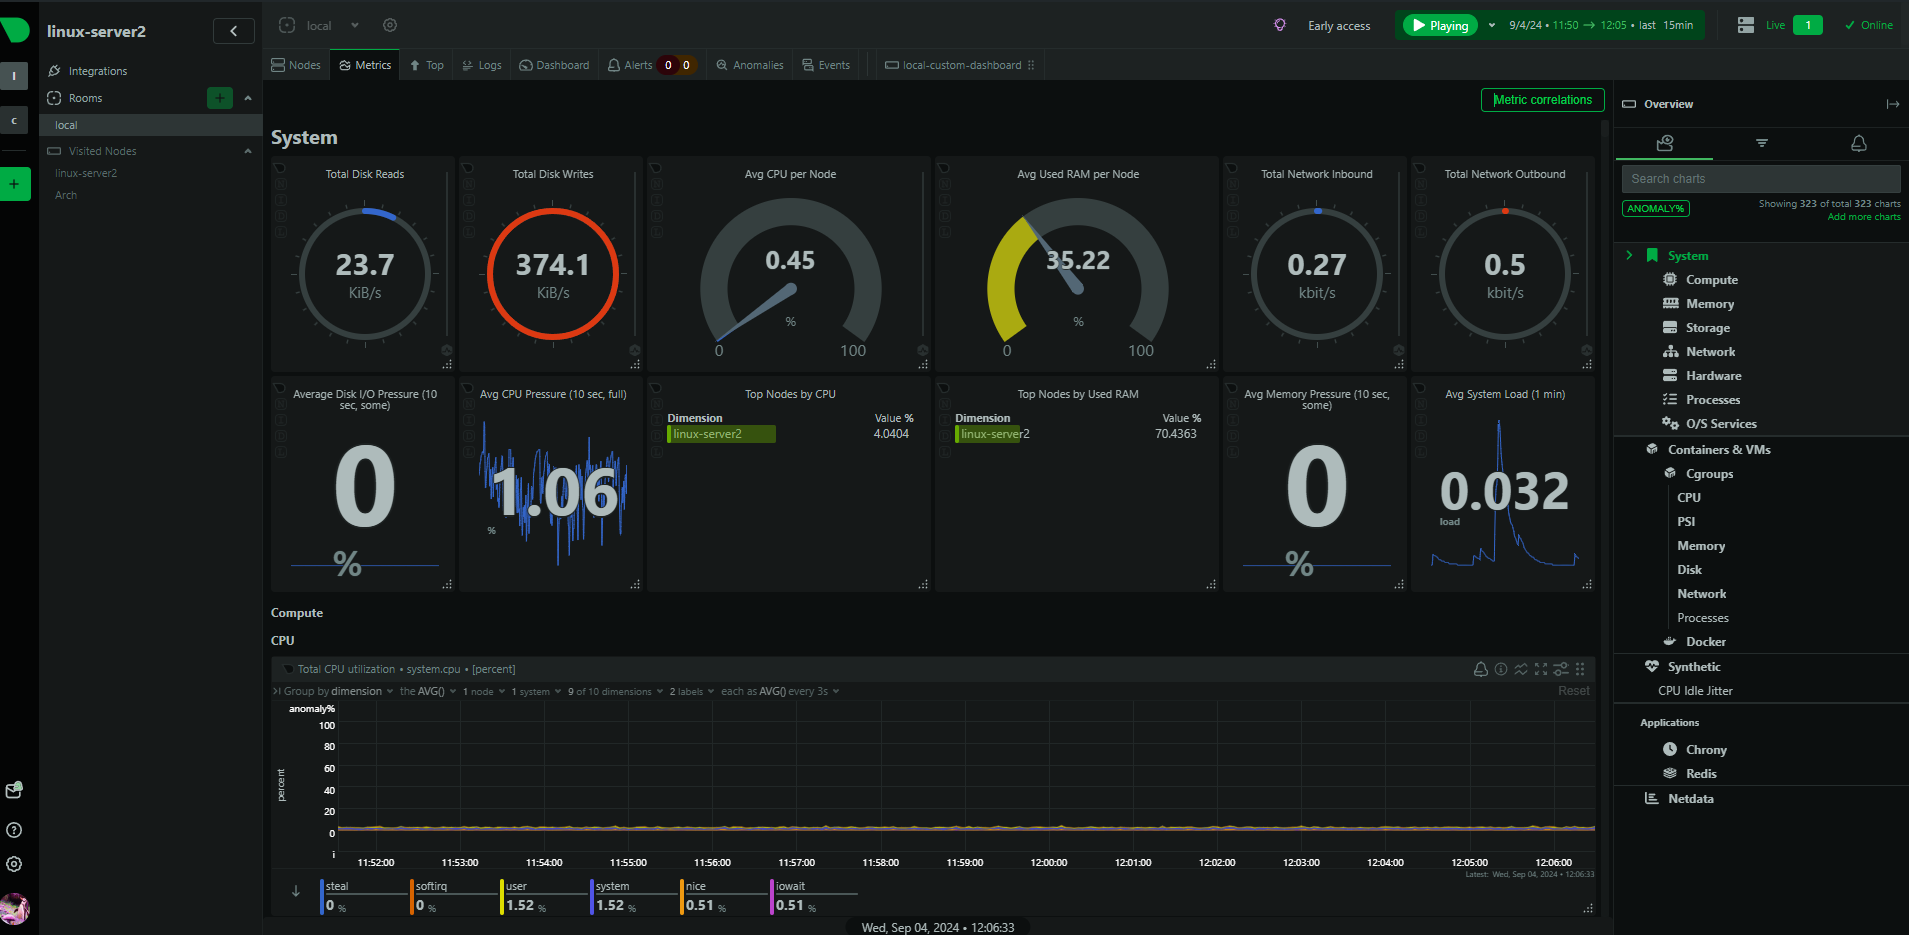 linux-server2
Integrations
Rooms
local
Visited Nodes
linux-server2
Arch
I
C
+
local
Early access
Playing
9/4/24 • 11:50 → 12:05 • last 15min
Live
1
Online
Nodes
Metrics
Top
Logs
Dashboard
Alerts 0 0
Anomalies
Events
local-custom-dashboard
Metric correlations
System
Total Disk Reads
23.7
KiB/s
Total Disk Writes
374.1
KiB/s
Avg CPU per Node
0.45
%
0 100
Avg Used RAM per Node
35.22
%
0 100
Total Network Inbound
0.27
kbit/s
Total Network Outbound
0.5
kbit/s
Average Disk I/O Pressure (10
sec, some)
0
%
Avg CPU Pressure (10 sec, full)
1.06
%
Top Nodes by CPU
Dimension Value %
linux-server2 4.0404
Top Nodes by Used RAM
Dimension Value %
linux-server2 70.4363
Avg Memory Pressure (10 sec,
some)
0
%
Avg System Load (1 min)
0.032
load
Compute
CPU
Total CPU utilization • system.cpu • [percent]
Group by dimension the AVG() 1 node 1 system 9 of 10 dimensions 2 labels each as AVG() every 3s
Reset
anomaly%
100
80
60
40
20
0
percent
i
11:52:00 11:53:00 11:54:00 11:55:00 11:56:00 11:57:00 11:58:00 11:59:00 12:00:00 12:01:00 12:02:00 12:03:00 12:04:00 12:05:00 12:06:00
Latest: Wed, Sep 04, 2024 • 12:06:33
steal softirq user system nice iowait
0 % 0 % 1.52 % 1.52 % 0.51 % 0.51 %
Wed, Sep 04, 2024 • 12:06:33
Overview
Search charts
ANOMALY%
Showing 323 of total 323 charts
Add more charts
System
Compute
Memory
Storage
Network
Hardware
Processes
O/S Services
Containers & VMs
Cgroups
CPU
PSI
Memory
Disk
Network
Processes
Docker
Synthetic
CPU Idle Jitter
Applications
Chrony
Redis
Netdata